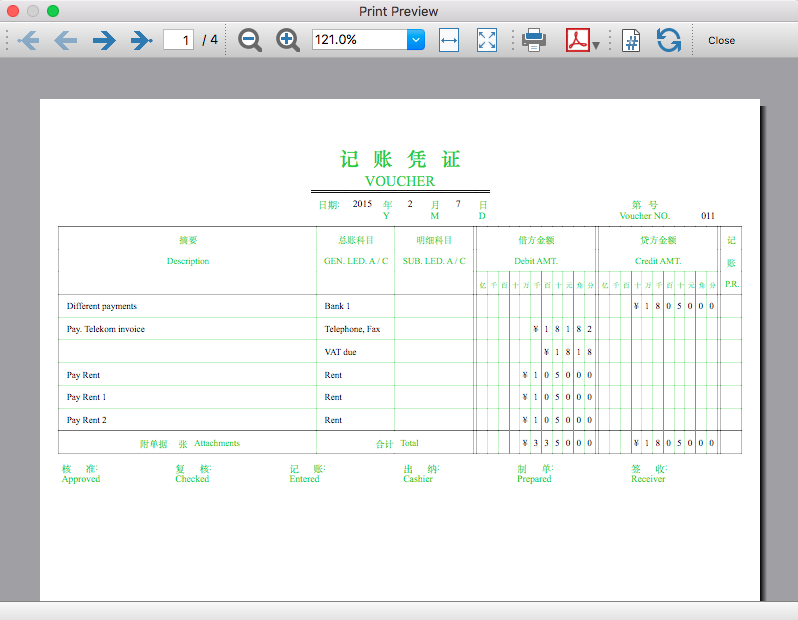 Print Preview
1 / 4 121.0% Close
记 账 凭 证
VOUCHER
日期: 2015 年 2 月 7 日 第 号
Y M D Voucher NO. 011
摘要 总账科目 明细科目 借方金额 贷方金额 记
Description GEN. LED. A / C SUB. LED. A / C Debit AMT. Credit AMT. 账
亿 千 百 十 万 千 百 十 元 角 分 亿 千 百 十 万 千 百 十 元 角 分 P.R.
Different payments Bank 1 ¥ 1 8 0 5 0 0 0
Pay. Telekom invoice Telephone, Fax ¥ 1 8 1 8 2
VAT due ¥ 1 8 1 8
Pay Rent Rent ¥ 1 0 5 0 0 0
Pay Rent 1 Rent ¥ 1 0 5 0 0 0
Pay Rent 2 Rent ¥ 1 0 5 0 0 0
附单据 张 Attachments 合计 Total ¥ 3 3 5 0 0 0 ¥ 1 8 0 5 0 0 0
核 准: 复 核: 记 账: 出 纳: 制 单: 签 收:
Approved Checked Entered Cashier Prepared Receiver